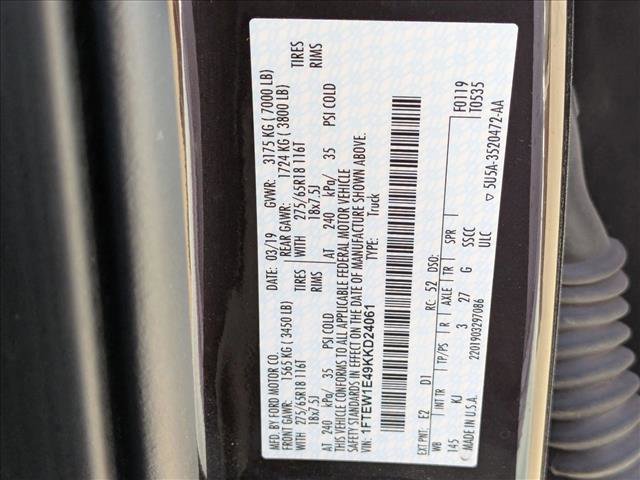 MFD. BY FORD MOTOR CO. DATE: 03/19 GVWR: 3175 KG ( 7000 LB)
FRONT GAWR: 1565 KG (3450 LB) REAR GAWR: 1724 KG ( 3800 LB)
WITH 275/65R18 116T TIRES WITH 275/65R18 116T TIRES
18x7.5J RIMS 18x7.5J RIMS
AT 240 kPa/ 35 PSI COLD AT 240 kPa/ 35 PSI COLD
THIS VEHICLE CONFORMS TO ALL APPLICABLE FEDERAL MOTOR VEHICLE
SAFETY STANDARDS IN EFFECT ON THE DATE OF MANUFACTURE SHOWN ABOVE.
VIN: 1FTEW1E49KKD24061 TYPE: Truck
F0119
T0535
EXT PNT: E2 D1 RC: 52 DSO:
WB INT TR TP/PS R AXLE TR SPR
145 KJ 3 27 G SSCC
ULC
MADE IN U.S.A. 2201903297086 ▽ 5U5A-3520472-AA